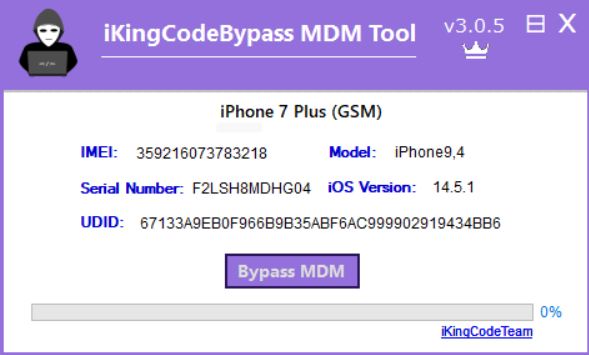 iKingCodeBypass MDM Tool v3.0.5
iPhone 7 Plus (GSM)
IMEI: 359216073783218 Model: iPhone9,4
Serial Number: F2LSH8MDHG04 iOS Version: 14.5.1
UDID: 67133A9EB0F966B9B35ABF6AC999902919434BB6
Bypass MDM
0%
iKingCodeTeam